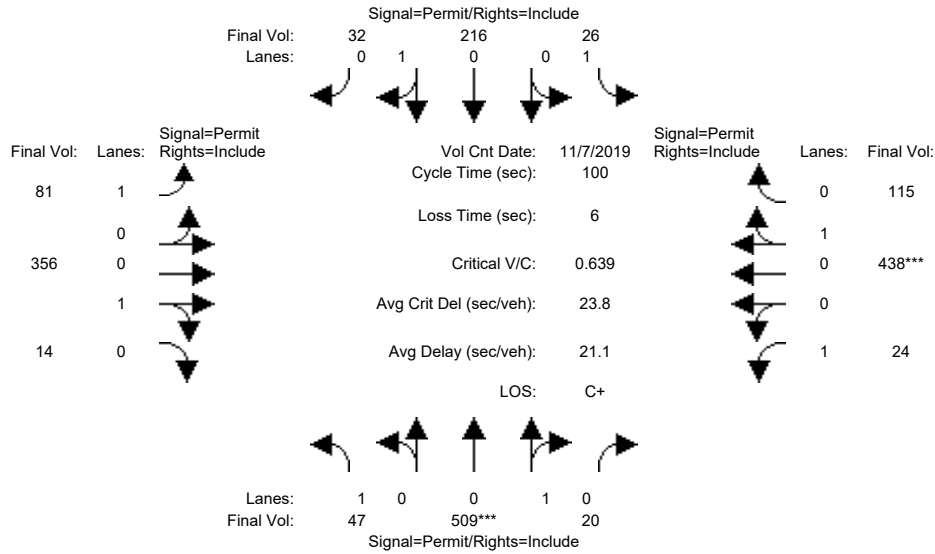 Signal=Permit/Rights=Include
Final Vol: 32 216 26
Lanes: 0 1 0 0 1
Signal=Permit
Final Vol: Lanes: Rights=Include
Vol Cnt Date: 11/7/2019
Signal=Permit
Rights=Include Lanes: Final Vol:
Cycle Time (sec): 100
81 1
0 115
Loss Time (sec): 6
0
1
356 0
Critical V/C: 0.639
0 438***
1
Avg Crit Del (sec/veh): 23.8
0
14 0
Avg Delay (sec/veh): 21.1
1 24
LOS: C+
Lanes: 1 0 0 1 0
Final Vol: 47 509*** 20
Signal=Permit/Rights=Include